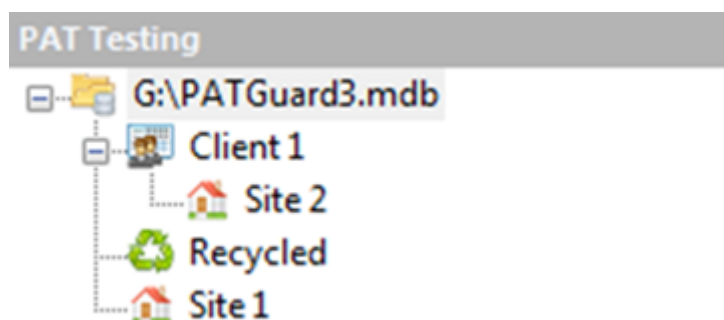 PAT Testing
G:\PATGuard3.mdb
Client 1
Site 2
Recycled
Site 1